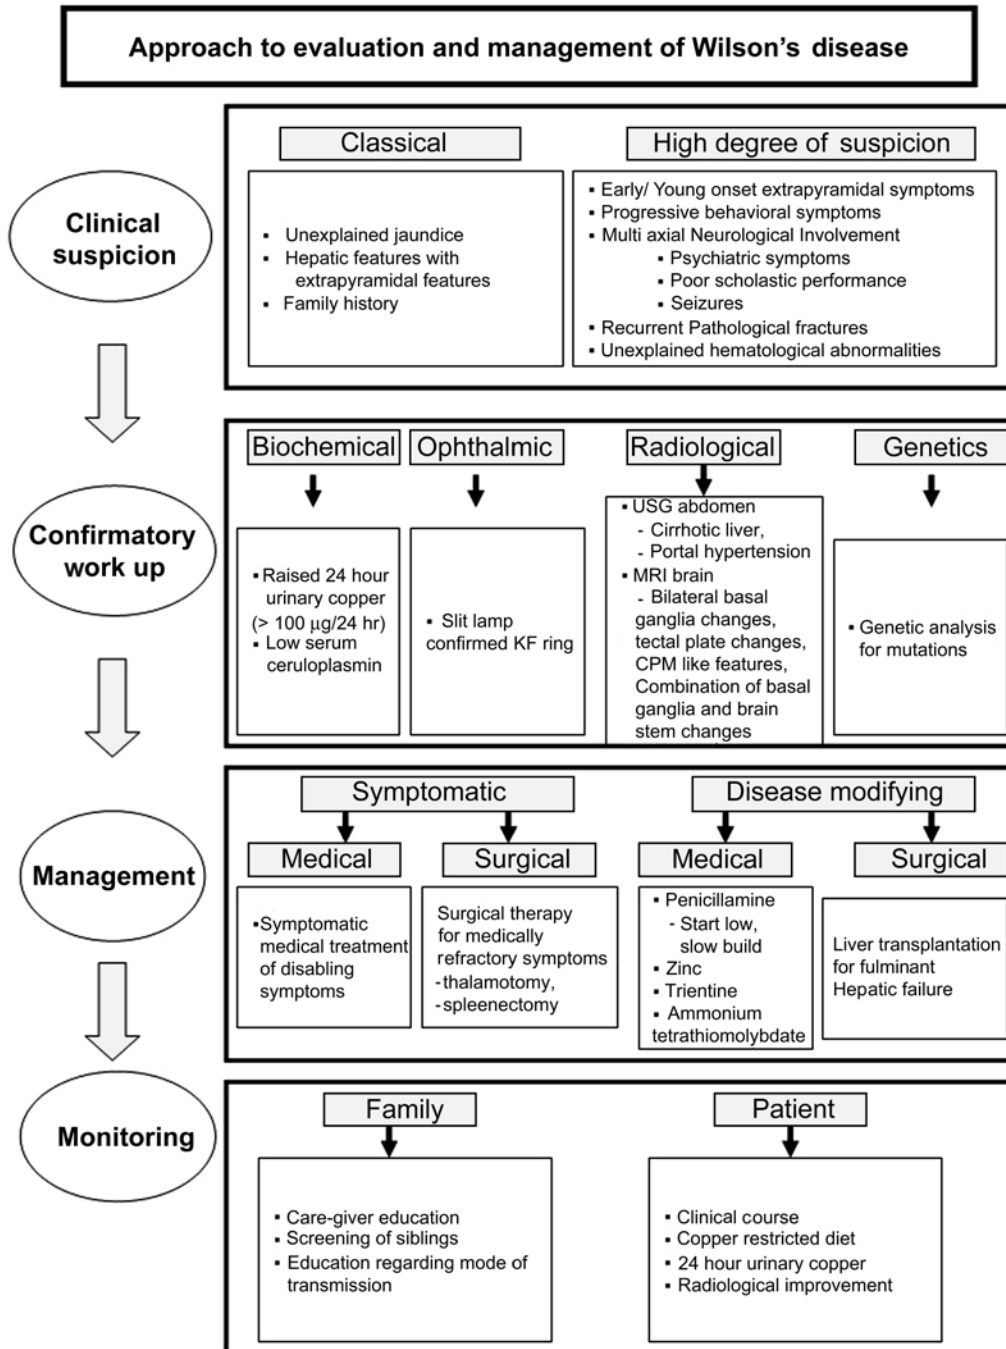 Approach to evaluation and management of Wilson's disease
Clinical
suspicion
Classical
▪ Unexplained jaundice
▪ Hepatic features with
extrapyramidal features
▪ Family history
High degree of suspicion
▪ Early/ Young onset extrapyramidal symptoms
▪ Progressive behavioral symptoms
▪ Multi axial Neurological Involvement
▪ Psychiatric symptoms
▪ Poor scholastic performance
▪ Seizures
▪ Recurrent Pathological fractures
▪ Unexplained hematological abnormalities
Confirmatory
work up
Biochemical
▪ Raised 24 hour
urinary copper
(> 100 µg/24 hr)
▪ Low serum
ceruloplasmin
Ophthalmic
▪ Slit lamp
confirmed KF ring
Radiological
▪ USG abdomen
- Cirrhotic liver,
- Portal hypertension
▪ MRI brain
- Bilateral basal
ganglia changes,
tectal plate changes,
CPM like features,
Combination of basal
ganglia and brain
stem changes
Genetics
▪ Genetic analysis
for mutations
Management
Symptomatic
Medical
▪Symptomatic
medical treatment
of disabling
symptoms
Surgical
Surgical therapy
for medically
refractory symptoms
-thalamotomy,
-spleenectomy
Disease modifying
Medical
▪ Penicillamine
- Start low,
slow build
▪ Zinc
▪ Trientine
▪ Ammonium
tetrathiomolybdate
Surgical
Liver transplantation
for fulminant
Hepatic failure
Monitoring
Family
▪ Care-giver education
▪ Screening of siblings
▪ Education regarding mode of
transmission
Patient
▪ Clinical course
▪ Copper restricted diet
▪ 24 hour urinary copper
▪ Radiological improvement